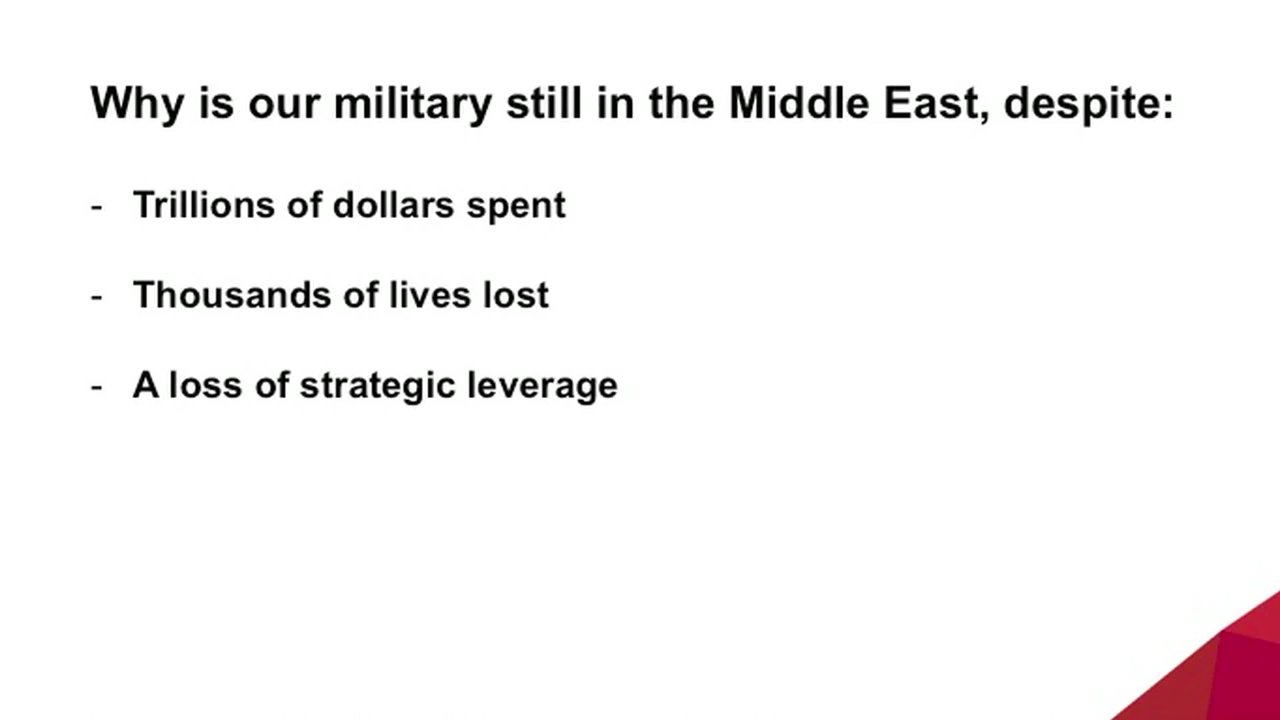 Why is our military still in the Middle East, despite:
- Trillions of dollars spent
- Thousands of lives lost
- A loss of strategic leverage